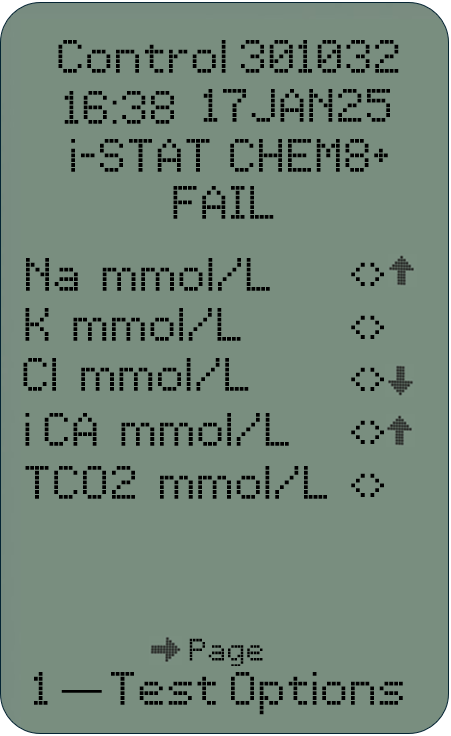 Control 301032
16:38 17JAN25
i-STAT CHEM8+
FAIL
Na mmol/L <>↑
K mmol/L <>
Cl mmol/L <>↓
iCA mmol/L <>↑
TCO2 mmol/L <>
→ Page
1 — Test Options